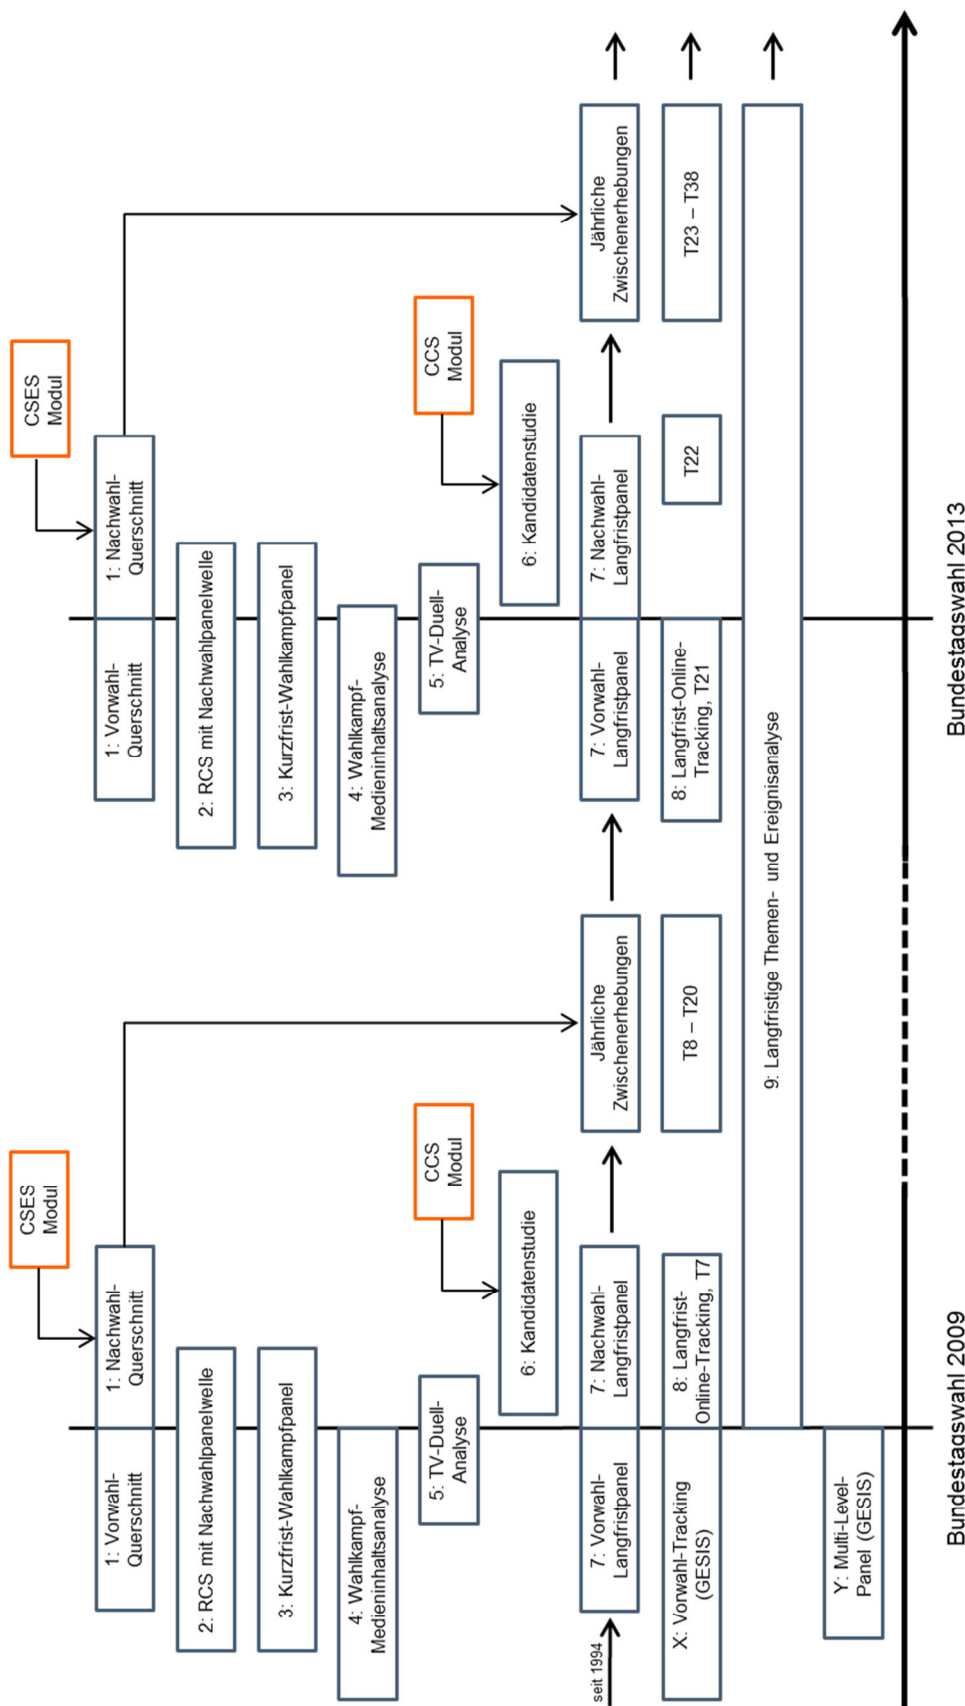 CSES
Modul
1: Vorwahl-
Querschnitt
1: Nachwahl-
Querschnitt
2: RCS mit Nachwahlpanelwelle
3: Kurzfrist-Wahlkampfpanel
4: Wahlkampf-
Medieninhaltsanalyse
5: TV-Duell-
Analyse
CCS
Modul
6: Kandidatenstudie
seit 1994
7: Vorwahl-
Langfristpanel
7: Nachwahl-
Langfristpanel
Jährliche
Zwischenerhebungen
X: Vorwahl-Tracking
(GESIS)
8: Langfrist-
Online-Tracking, T7
T8 – T20
Y: Multi-Level-
Panel (GESIS)
Bundestagswahl 2009
CSES
Modul
1: Vorwahl-
Querschnitt
1: Nachwahl-
Querschnitt
2: RCS mit Nachwahlpanelwelle
3: Kurzfrist-Wahlkampfpanel
4: Wahlkampf-
Medieninhaltsanalyse
5: TV-Duell-
Analyse
CCS
Modul
6: Kandidatenstudie
7: Vorwahl-
Langfristpanel
7: Nachwahl-
Langfristpanel
Jährliche
Zwischenerhebungen
8: Langfrist-Online-
Tracking, T21
T22
T23 – T38
9: Langfristige Themen- und Ereignisanalyse
Bundestagswahl 2013